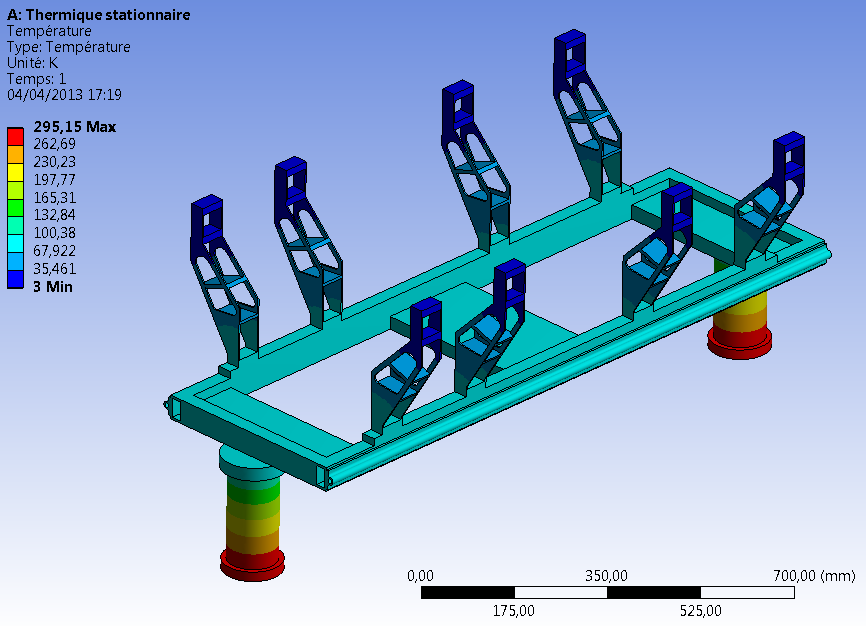 A: Thermique stationnaire
Température
Type: Température
Unité: K
Temps: 1
04/04/2013 17:19
295,15 Max
262,69
230,23
197,77
165,31
132,84
100,38
67,922
35,461
3 Min
0,00 350,00 700,00 (mm)
175,00 525,00